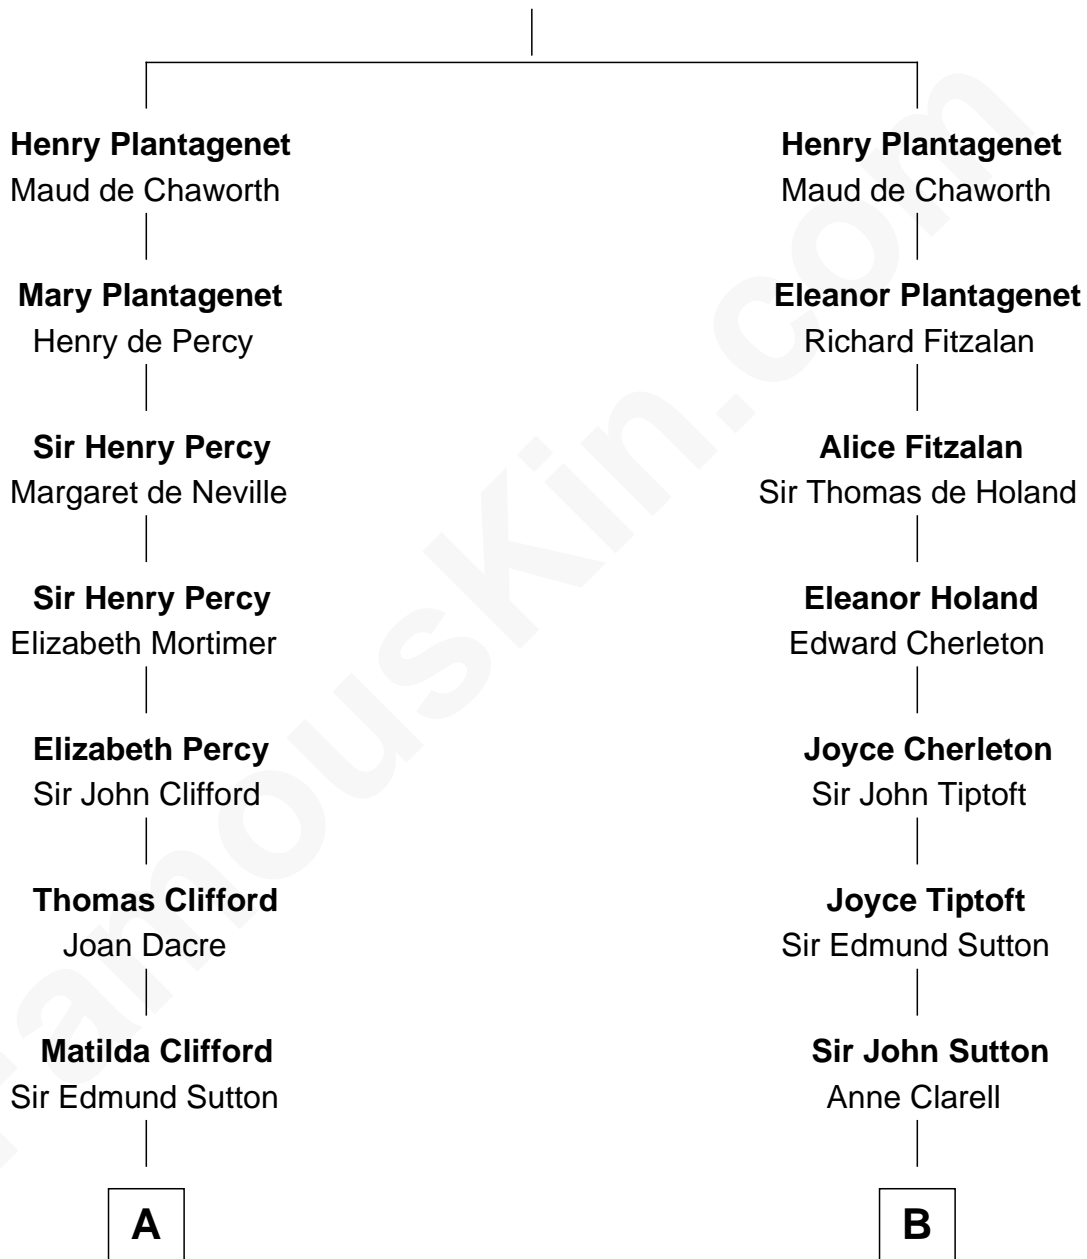 Henry Plantagenet
Maud de Chaworth
Mary Plantagenet
Henry de Percy
Sir Henry Percy
Margaret de Neville
Sir Henry Percy
Elizabeth Mortimer
Elizabeth Percy
Sir John Clifford
Thomas Clifford
Joan Dacre
Matilda Clifford
Sir Edmund Sutton
A
Henry Plantagenet
Maud de Chaworth
Eleanor Plantagenet
Richard Fitzalan
Alice Fitzalan
Sir Thomas de Holand
Eleanor Holand
Edward Cherleton
Joyce Cherleton
Sir John Tiptoft
Joyce Tiptoft
Sir Edmund Sutton
Sir John Sutton
Anne Clarell
B
FamousKin.com